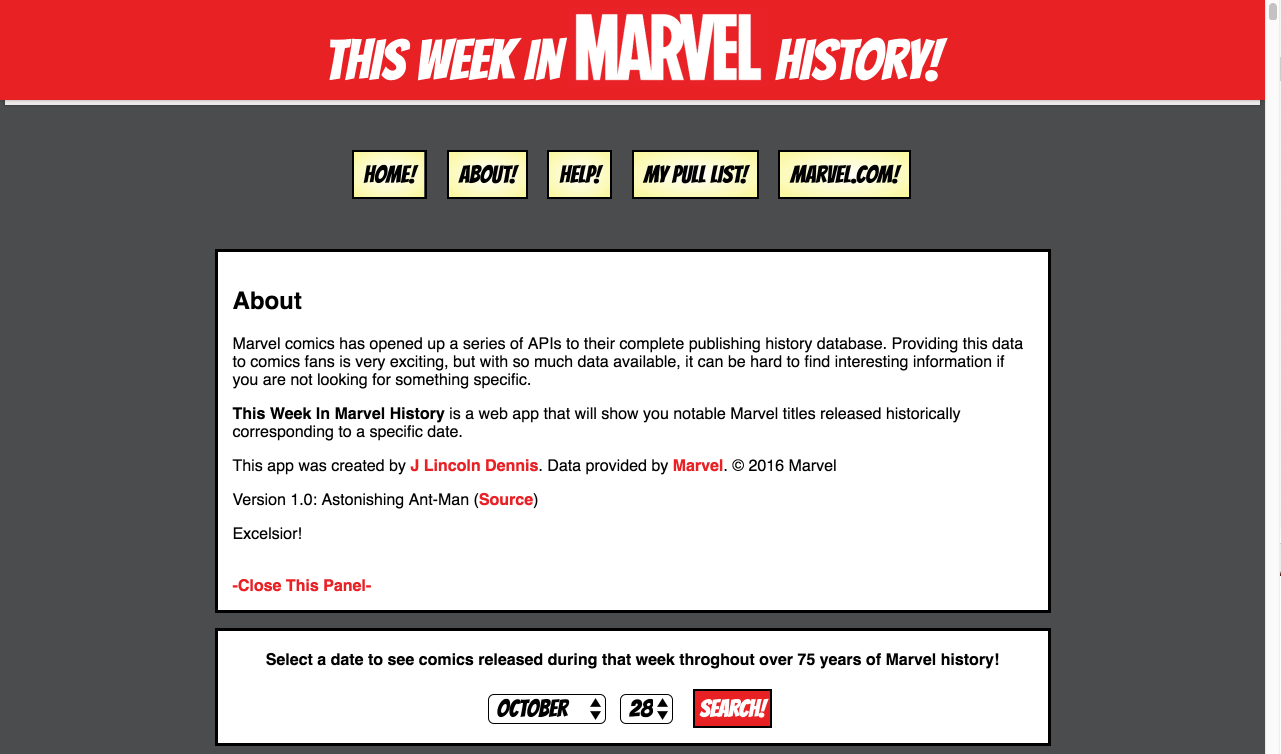 THIS WEEK IN MARVEL HISTORY!
HOME! ABOUT! HELP! MY PULL LIST! MARVEL.COM!
About
Marvel comics has opened up a series of APIs to their complete publishing history database. Providing this data
to comics fans is very exciting, but with so much data available, it can be hard to find interesting information if
you are not looking for something specific.
This Week In Marvel History is a web app that will show you notable Marvel titles released historically
corresponding to a specific date.
This app was created by J Lincoln Dennis. Data provided by Marvel. © 2016 Marvel
Version 1.0: Astonishing Ant-Man (Source)
Excelsior!
-Close This Panel-
Select a date to see comics released during that week throghout over 75 years of Marvel history!
OCTOBER 28 SEARCH!